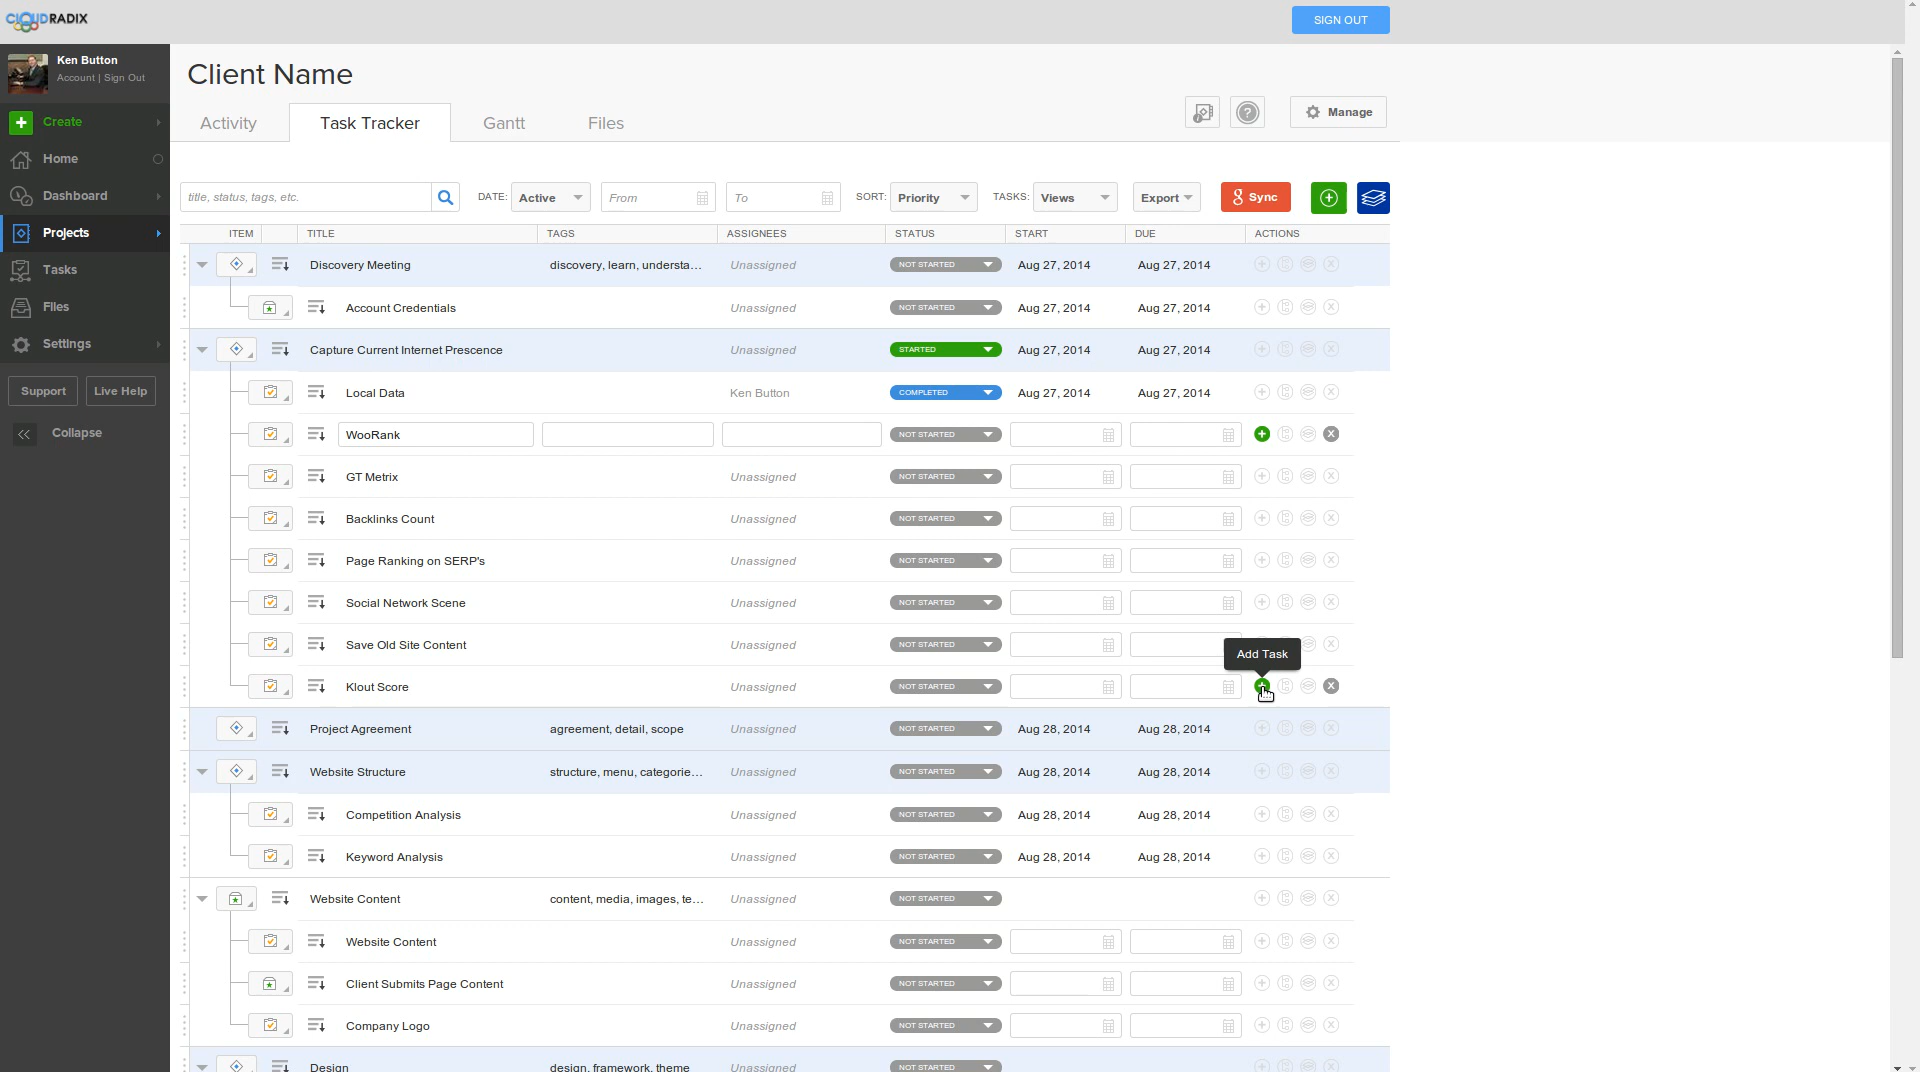 CLOUDRADIX
SIGN OUT
Ken Button
Account | Sign Out
Create
Home
Dashboard
Projects
Tasks
Files
Settings
Support Live Help
Collapse
Client Name
Activity Task Tracker Gantt Files
Manage
title, status, tags, etc. DATE: Active From To SORT: Priority TASKS: Views Export Sync
ITEM TITLE TAGS ASSIGNEES STATUS START DUE ACTIONS
Discovery Meeting discovery, learn, understa... Unassigned NOT STARTED Aug 27, 2014 Aug 27, 2014
Account Credentials Unassigned NOT STARTED Aug 27, 2014 Aug 27, 2014
Capture Current Internet Prescence Unassigned STARTED Aug 27, 2014 Aug 27, 2014
Local Data Ken Button COMPLETED Aug 27, 2014 Aug 27, 2014
WooRank NOT STARTED
GT Metrix Unassigned NOT STARTED
Backlinks Count Unassigned NOT STARTED
Page Ranking on SERP's Unassigned NOT STARTED
Social Network Scene Unassigned NOT STARTED
Save Old Site Content Unassigned NOT STARTED
Add Task
Klout Score Unassigned NOT STARTED
Project Agreement agreement, detail, scope Unassigned NOT STARTED Aug 28, 2014 Aug 28, 2014
Website Structure structure, menu, categorie... Unassigned NOT STARTED Aug 28, 2014 Aug 28, 2014
Competition Analysis Unassigned NOT STARTED Aug 28, 2014 Aug 28, 2014
Keyword Analysis Unassigned NOT STARTED Aug 28, 2014 Aug 28, 2014
Website Content content, media, images, te... Unassigned NOT STARTED
Website Content Unassigned NOT STARTED
Client Submits Page Content Unassigned NOT STARTED
Company Logo Unassigned NOT STARTED
Design design, framework, theme Unassigned NOT STARTED